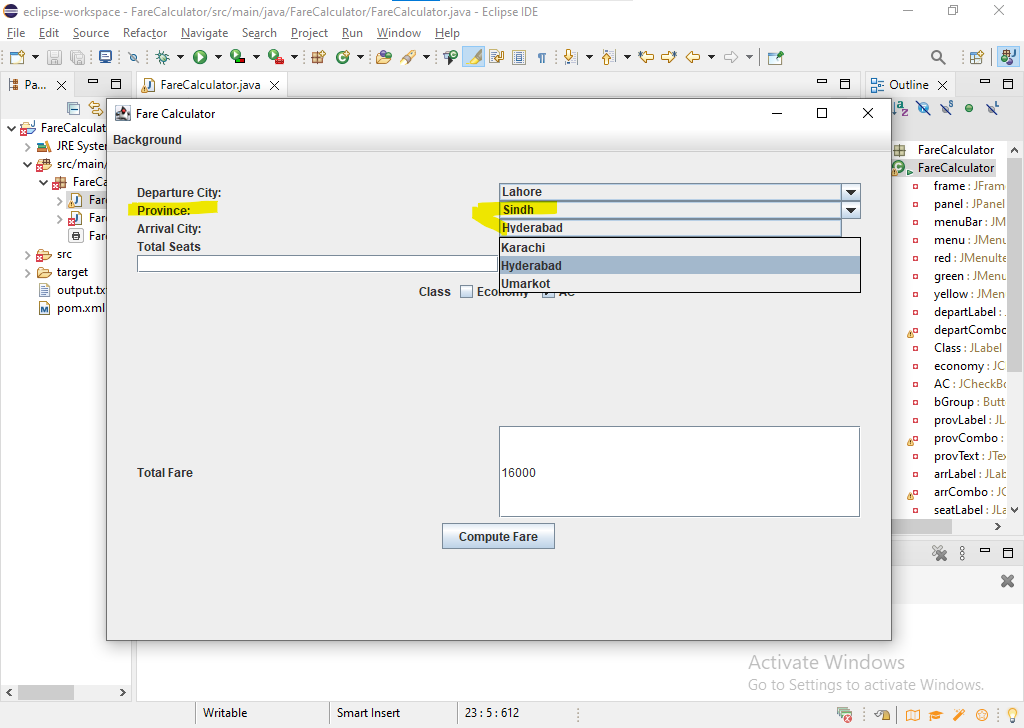 eclipse-workspace - FareCalculator/src/main/java/FareCalculator/FareCalculator.java - Eclipse IDE
File Edit Source Refactor Navigate Search Project Run Window Help
Pa...
FareCalculator.java
Outline
Fare Calculator
Background
FareCalculat
JRE Syste
src/main/
FareCa
Fare
Fare
Fare
src
target
output.tx
pom.xml
Departure City: Lahore
Province: Sindh
Arrival City: Hyderabad
Total Seats
Karachi
Hyderabad
Umarkot
Class Economy AC
Total Fare 16000
Compute Fare
FareCalculator
FareCalculator
frame : JFram
panel : JPanel
menuBar : JM
menu : JMenu
red : JMenuIte
green : JMenu
yellow : JMen
departLabel :
departCombo
Class : JLabel
economy : JC
AC : JCheckBo
bGroup : Butt
provLabel : JL
provCombo :
provText : JTe
arrLabel : JLab
arrCombo : JC
seatLabel : JLa
Activate Windows
Go to Settings to activate Windows.
Writable Smart Insert 23 : 5 : 612